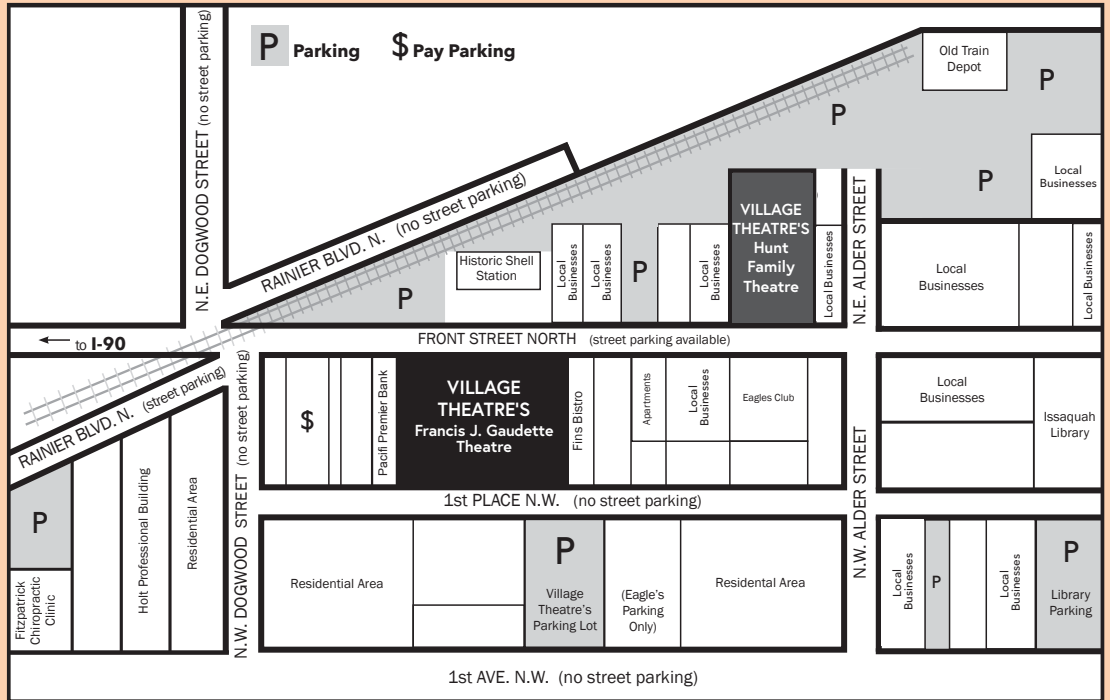 P Parking $ Pay Parking
N.E. DOGWOOD STREET (no street parking)
Old Train
Depot
P
P
RAINIER BLVD. N. (no street parking)
P
Local
Businesses
VILLAGE
THEATRE'S
Hunt
Family
Theatre
N.E. ALDER STREET
Historic Shell
Station
Local
Businesses
Local
Businesses
P
Local
Businesses
Local Businesses
Local
Businesses
Local
Businesses
P
FRONT STREET NORTH (street parking available)
to I-90
RAINIER BLVD. N. (street parking)
N.W. DOGWOOD STREET (no street parking)
$
Pacifi Premier Bank
VILLAGE
THEATRE'S
Francis J. Gaudette
Theatre
Fins Bistro
Apartments
Local
Businesses
Eagles Club
N.W. ALDER STREET
Local
Businesses
Issaquah
Library
1st PLACE N.W. (no street parking)
P
Fitzpatrick
Chiropractic
Clinic
Holt Professional Building
Residential Area
Residential Area
P
Village
Theatre's
Parking Lot
(Eagle's
Parking
Only)
Residental Area
Local
Businesses
P
Local
Businesses
P
Library
Parking
1st AVE. N.W. (no street parking)